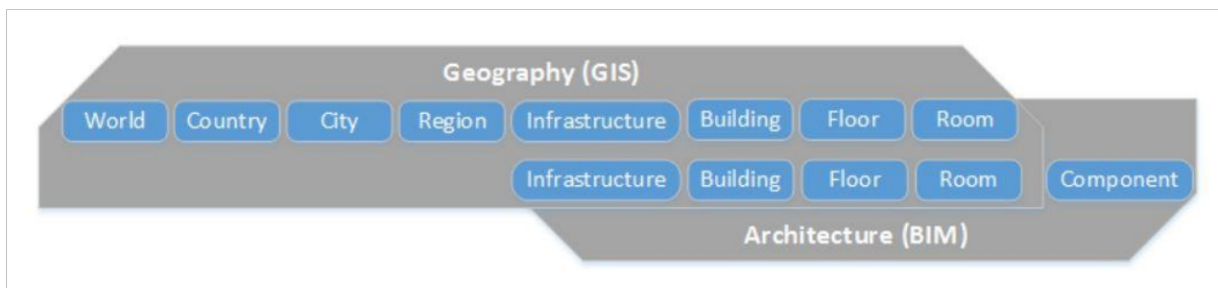 Geography (GIS)
World Country City Region Infrastructure Building Floor Room
Infrastructure Building Floor Room Component
Architecture (BIM)